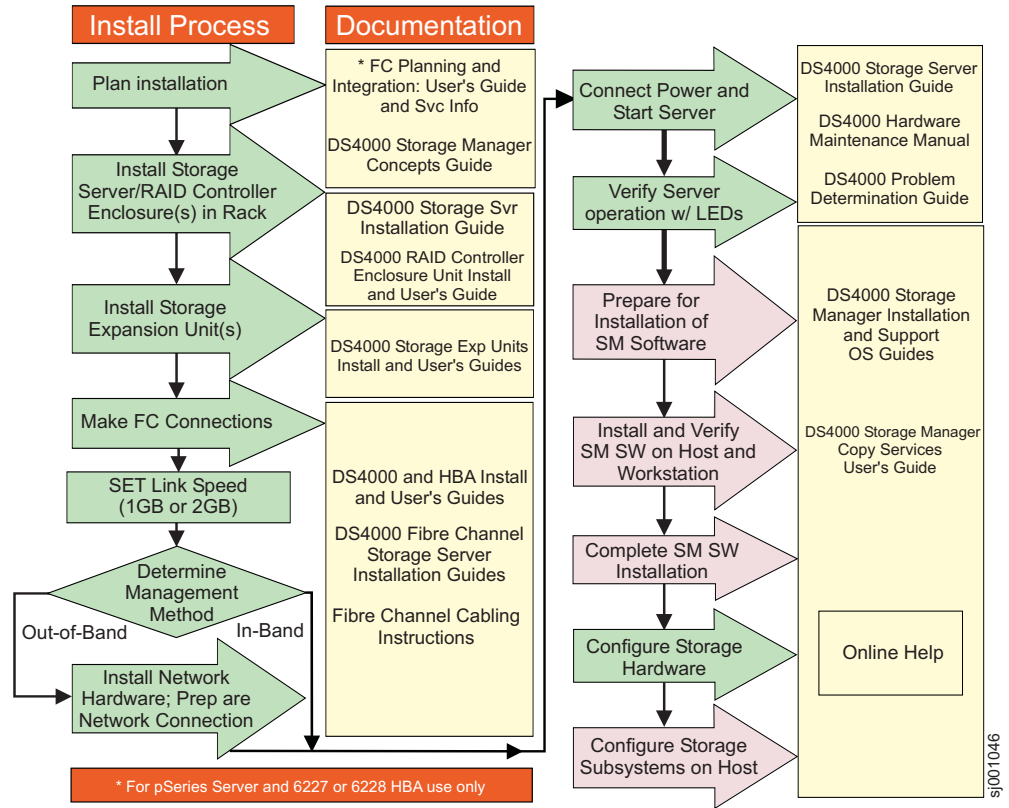 Install Process
Documentation
Plan installation
* FC Planning and
Integration: User's Guide
and Svc Info
DS4000 Storage Manager
Concepts Guide
Install Storage
Server/RAID Controller
Enclosure(s) in Rack
DS4000 Storage Svr
Installation Guide
DS4000 RAID Controller
Enclosure Unit Install
and User's Guide
Install Storage
Expansion Unit(s)
DS4000 Storage Exp Units
Install and User's Guides
Make FC Connections
SET Link Speed
(1GB or 2GB)
DS4000 and HBA Install
and User's Guides
DS4000 Fibre Channel
Storage Server
Installation Guides
Fibre Channel Cabling
Instructions
Determine
Management
Method
Out-of-Band
In-Band
Install Network
Hardware; Prep are
Network Connection
* For pSeries Server and 6227 or 6228 HBA use only
Connect Power and
Start Server
DS4000 Storage Server
Installation Guide
DS4000 Hardware
Maintenance Manual
DS4000 Problem
Determination Guide
Verify Server
operation w/ LEDs
Prepare for
Installation of
SM Software
DS4000 Storage
Manager Installation
and Support
OS Guides
Install and Verify
SM SW on Host and
Workstation
DS4000 Storage Manager
Copy Services
User's Guide
Complete SM SW
Installation
Configure Storage
Hardware
Online Help
Configure Storage
Subsystems on Host
sj001046